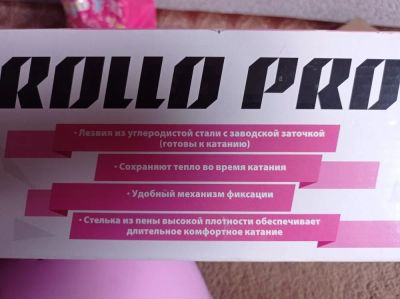 ROLLO PRO
• Лезвия из углеродистой стали с заводской заточкой
(готовы к катанию)
• Сохраняют тепло во время катания
• Удобный механизм фиксации
• Стелька из пены высокой плотности обеспечивает
длительное комфортное катание